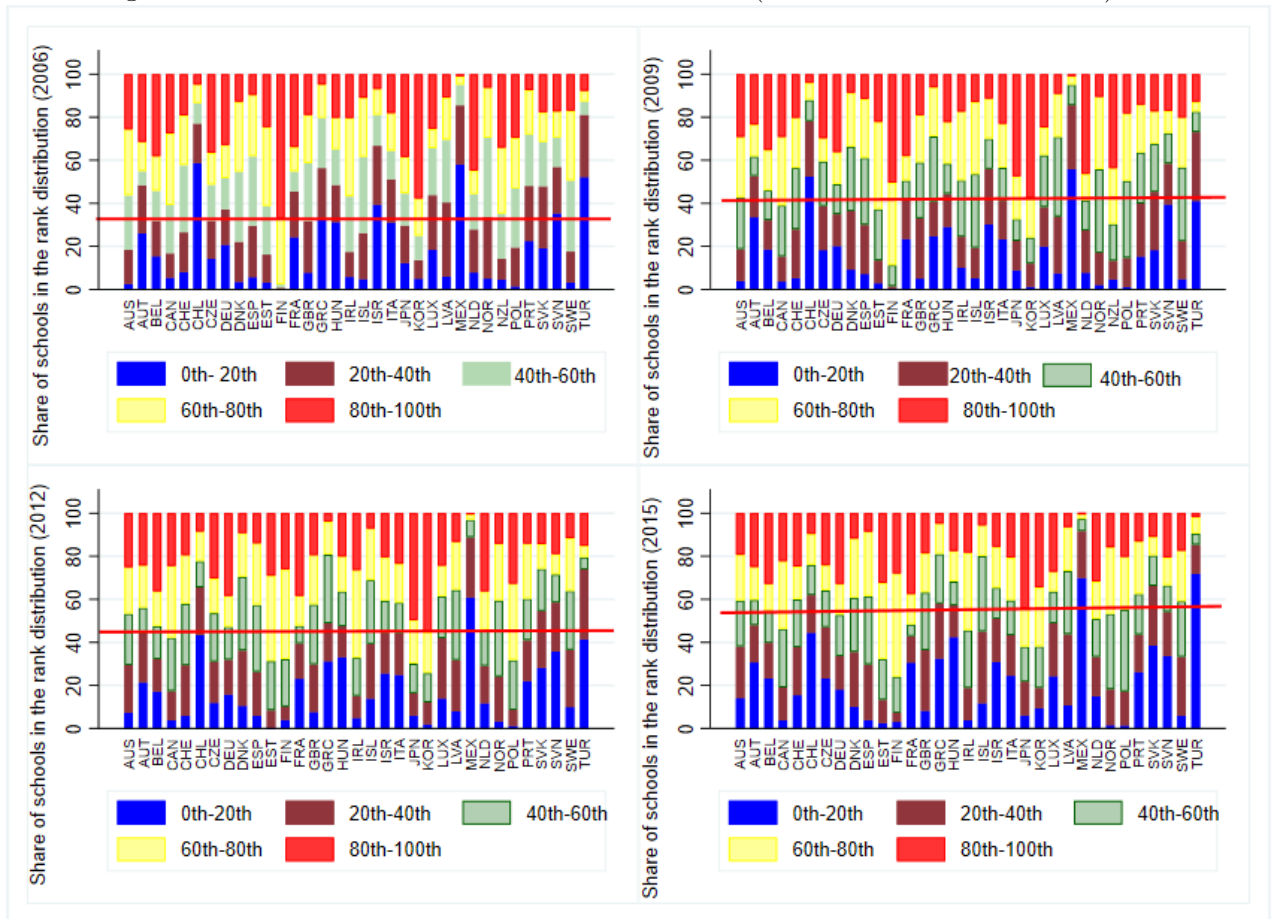 Share of schools in the rank distribution (2006)
100
80
60
40
20
0
AUS AUT BEL CAN CHE CHL CZE DEU DNK ESP EST FIN FRA GBR GRC HUN IRL ISL ISR ITA JPN KOR LUX LVA MEX NLD NOR NZL POL PRT SVK SVN SWE TUR
0th- 20th 20th-40th 40th-60th
60th-80th 80th-100th
Share of schools in the rank distribution (2009)
100
80
60
40
20
0
AUS AUT BEL CAN CHE CHL CZE DEU DNK ESP EST FIN FRA GBR GRC HUN IRL ISL ISR ITA JPN KOR LUX LVA MEX NLD NOR NZL POL PRT SVK SVN SWE TUR
0th-20th 20th-40th 40th-60th
60th-80th 80th-100th
Share of schools in the rank distribution (2012)
100
80
60
40
20
0
AUS AUT BEL CAN CHE CHL CZE DEU DNK ESP EST FIN FRA GBR GRC HUN IRL ISL ISR ITA JPN KOR LUX LVA MEX NLD NOR POL PRT SVK SVN SWE TUR
0th-20th 20th-40th 40th-60th
60th-80th 80th-100th
Share of schools in the rank distribution (2015)
100
80
60
40
20
0
AUS AUT BEL CAN CHE CHL CZE DEU DNK ESP EST FIN FRA GBR GRC HUN IRL ISL ISR ITA JPN KOR LUX LVA MEX NLD NOR POL PRT SVK SVN SWE TUR
0th-20th 20th-40th 40th-60th
60th-80th 80th-100th